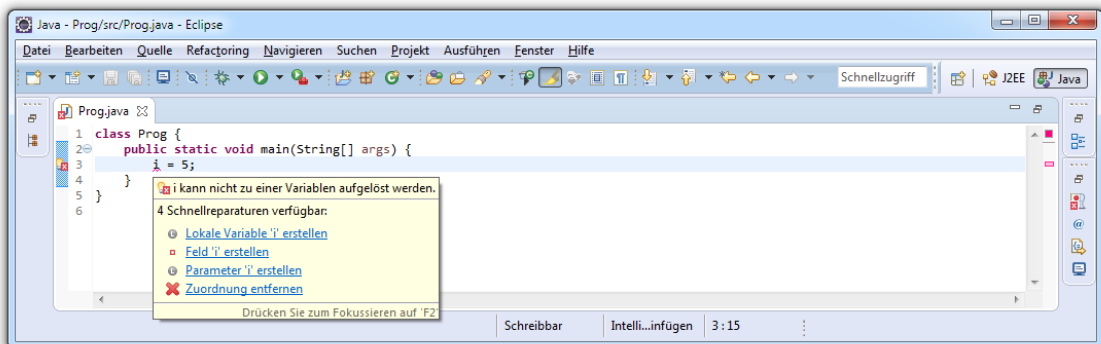 Java - Prog/src/Prog.java - Eclipse
Datei Bearbeiten Quelle Refactoring Navigieren Suchen Projekt Ausführen Fenster Hilfe
Schnellzugriff J2EE Java
Prog.java
1 class Prog {
2 public static void main(String[] args) {
3 i = 5;
4 }
5 }
6
i kann nicht zu einer Variablen aufgelöst werden.
4 Schnellreparaturen verfügbar:
Lokale Variable 'i' erstellen
Feld 'i' erstellen
Parameter 'i' erstellen
Zuordnung entfernen
Drücken Sie zum Fokussieren auf 'F2'
Schreibbar Intelli...infügen 3 : 15